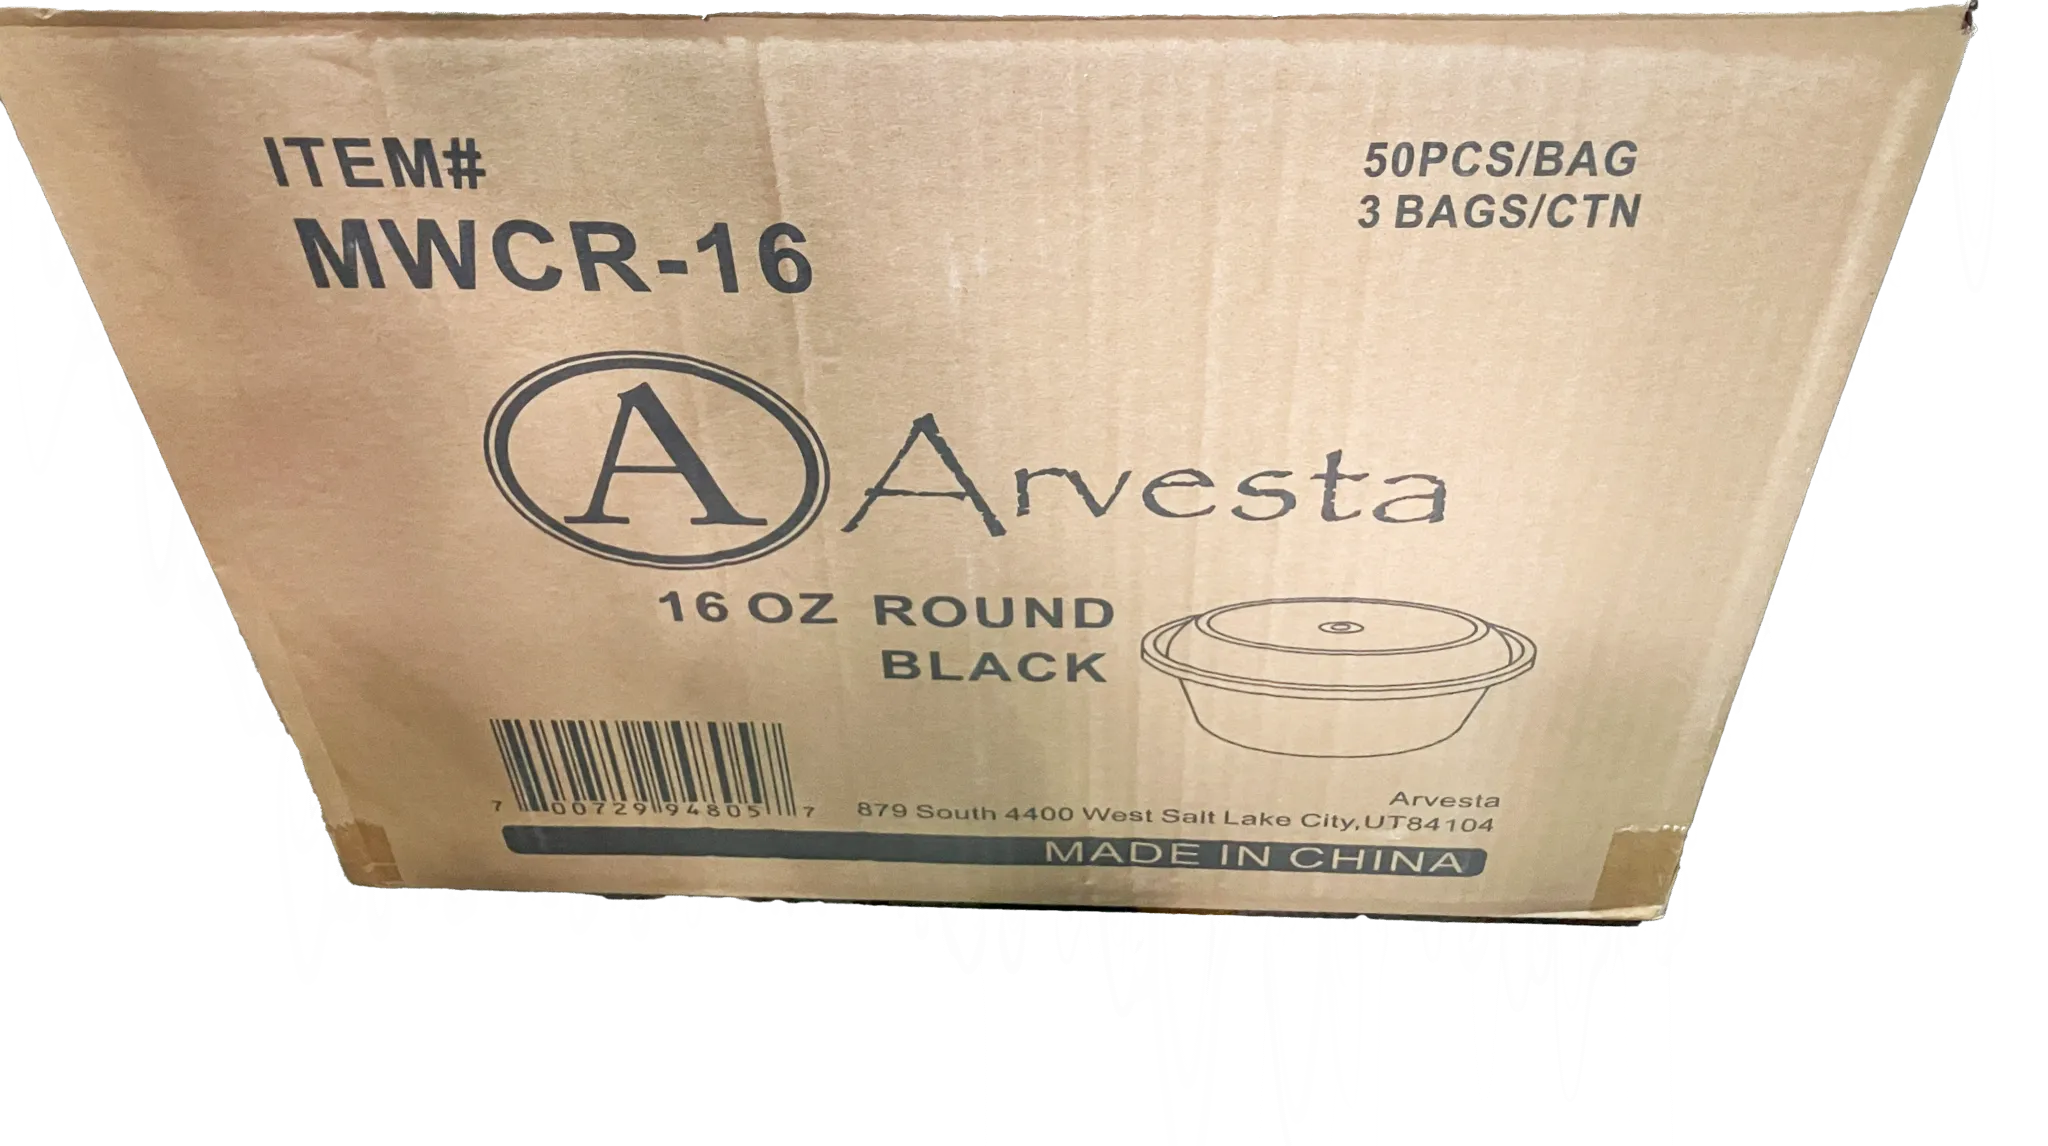 ITEM#
MWCR-16
50PCS/BAG
3 BAGS/CTN
A Arvesta
16 OZ ROUND
BLACK
7 00729 94805 7
Arvesta
879 South 4400 West Salt Lake City,UT84104
MADE IN CHINA